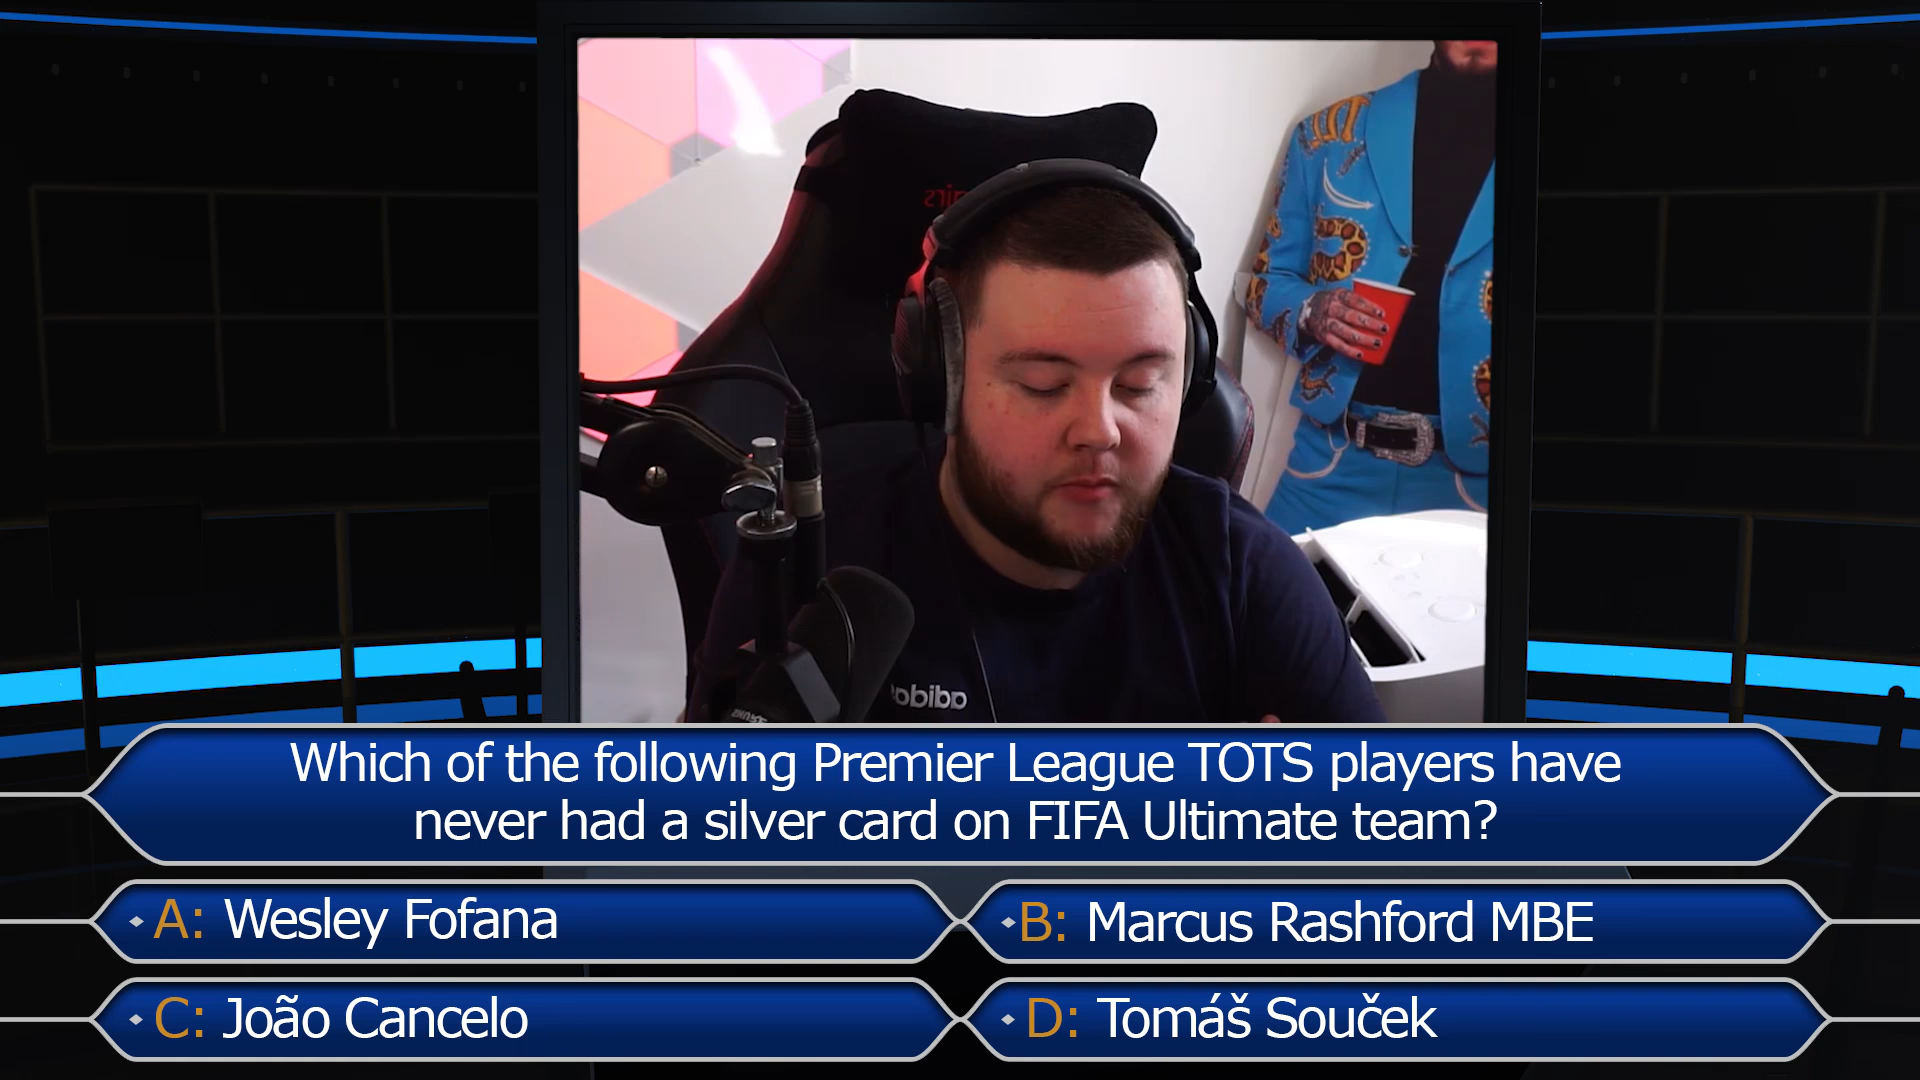 Which of the following Premier League TOTS players have
never had a silver card on FIFA Ultimate team?
A: Wesley Fofana
B: Marcus Rashford MBE
C: João Cancelo
D: Tomáš Souček